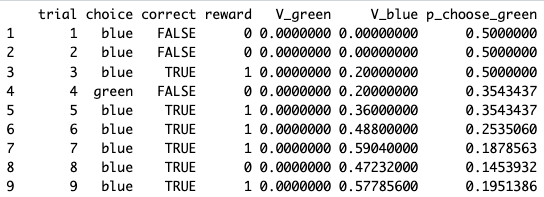 trial choice correct reward V_green V_blue p_choose_green
1 1 blue FALSE 0 0.0000000 0.00000000 0.5000000
2 2 blue FALSE 0 0.0000000 0.00000000 0.5000000
3 3 blue TRUE 1 0.0000000 0.20000000 0.5000000
4 4 green FALSE 0 0.0000000 0.20000000 0.3543437
5 5 blue TRUE 1 0.0000000 0.36000000 0.3543437
6 6 blue TRUE 1 0.0000000 0.48800000 0.2535060
7 7 blue TRUE 1 0.0000000 0.59040000 0.1878563
8 8 blue TRUE 0 0.0000000 0.47232000 0.1453932
9 9 blue TRUE 1 0.0000000 0.57785600 0.1951386